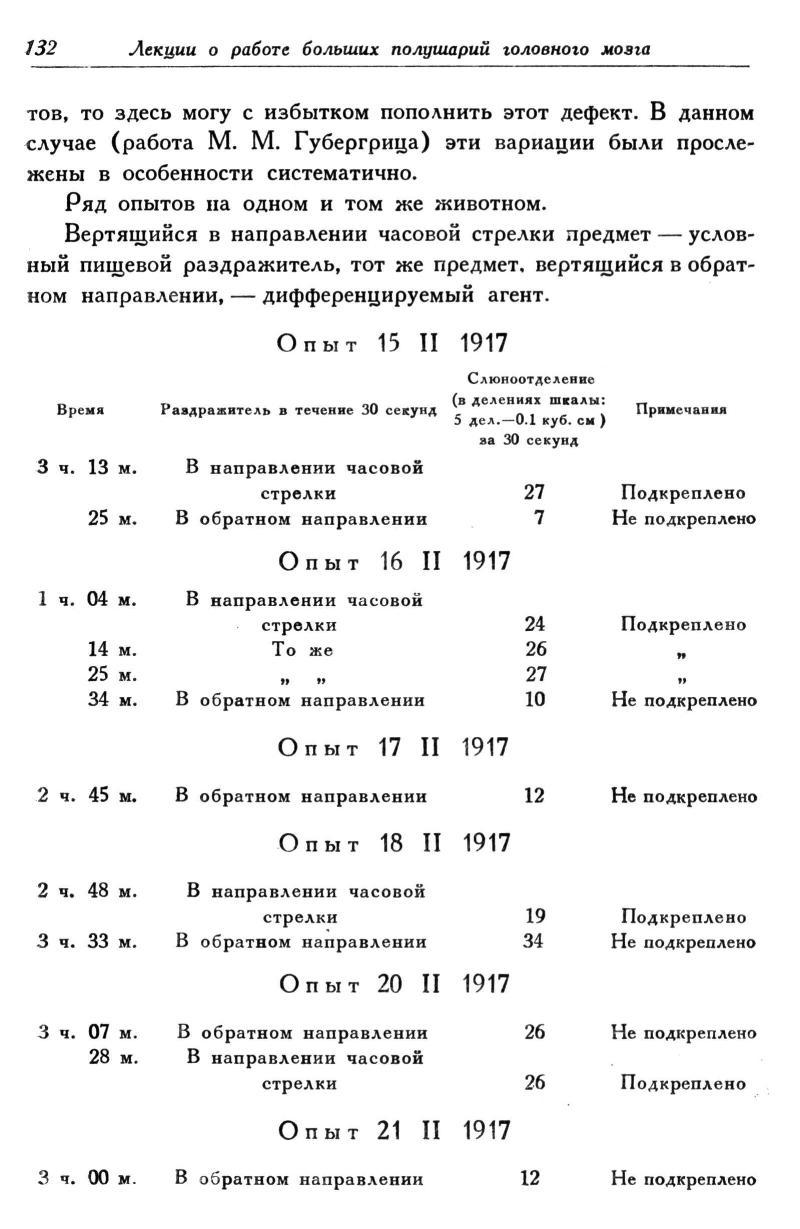 132 Лекции о работе больших полушарий головного мозга
тов, то здесь могу с избытком пополнить этот дефект. В данном
случае (работа М. М. Губергрица) эти вариации были просле-
жены в особенности систематично.
Ряд опытов на одном и том же животном.
Вертящийся в направлении часовой стрелки предмет — услов-
ный пищевой раздражитель, тот же предмет, вертящийся в обрат-
ном направлении, — дифференцируемый агент.
Опыт 15 II 1917
Время Раздражитель в течение 30 секунд Слюноотделение
(в делениях шкалы:
5 дел.—0.1 куб. см)
за 30 секунд Примечания
3 ч. 13 м. В направлении часовой
стрелки 27 Подкреплено
25 м. В обратном направлении 7 Не подкреплено
Опыт 16 II 1917
1 ч. 04 м. В направлении часовой
стрелки 24 Подкреплено
14 м. То же 26 „
25 м. „ „ 27 „
34 м. В обратном направлении 10 Не подкреплено
Опыт 17 II 1917
2 ч. 45 м. В обратном направлении 12 Не подкреплено
Опыт 18 II 1917
2 ч. 48 м. В направлении часовой
стрелки 19 Подкреплено
3 ч. 33 м. В обратном направлении 34 Не подкреплено
Опыт 20 II 1917
3 ч. 07 м. В обратном направлении 26 Не подкреплено
28 м. В направлении часовой
стрелки 26 Подкреплено
Опыт 21 II 1917
3 ч. 00 м. В обратном направлении 12 Не подкреплено